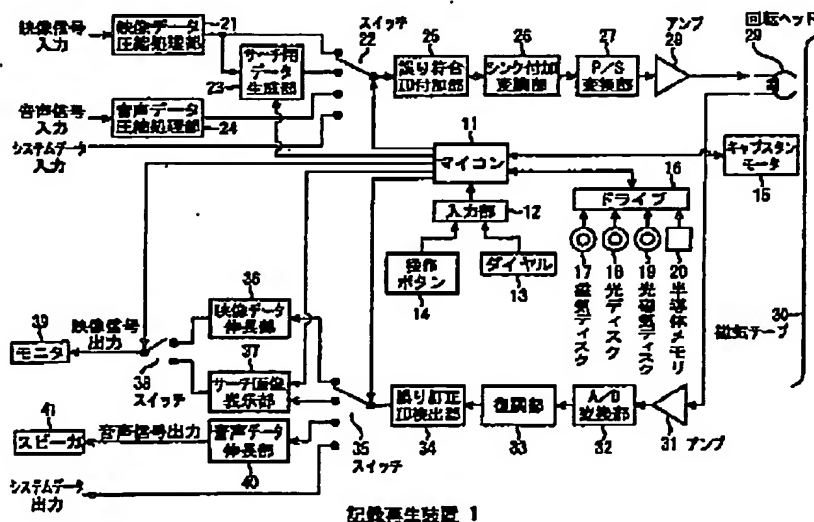 映像信号
入力
映像データ
圧縮処理部
21
サーチ用
データ
生成部
23
音声信号
入力
音声データ
圧縮処理部
24
システムデータ
入力
スイッチ
22
25
誤り符合
ID付加部
26
シンク付加
変調部
27
P/S
変換部
アンプ
28
回転ヘッド
29
11
マイコン
入力部
12
操作
ボタン
14
ダイヤル
13
キャプスタン
モータ
15
16
ドライブ
17
磁気ディスク
18
光ディスク
19
光磁気ディスク
20
半導体メモリ
30
磁気テープ
39
モニタ
映像信号
出力
38
スイッチ
36
映像データ
伸長部
37
サーチ画像
表示部
41
スピーカ
音声信号出力
音声データ
伸長部
40
システムデータ
出力
35
スイッチ
誤り訂正
ID検出部
34
復調部
33
A/D
変換部
32
31
アンプ
記録再生装置 1